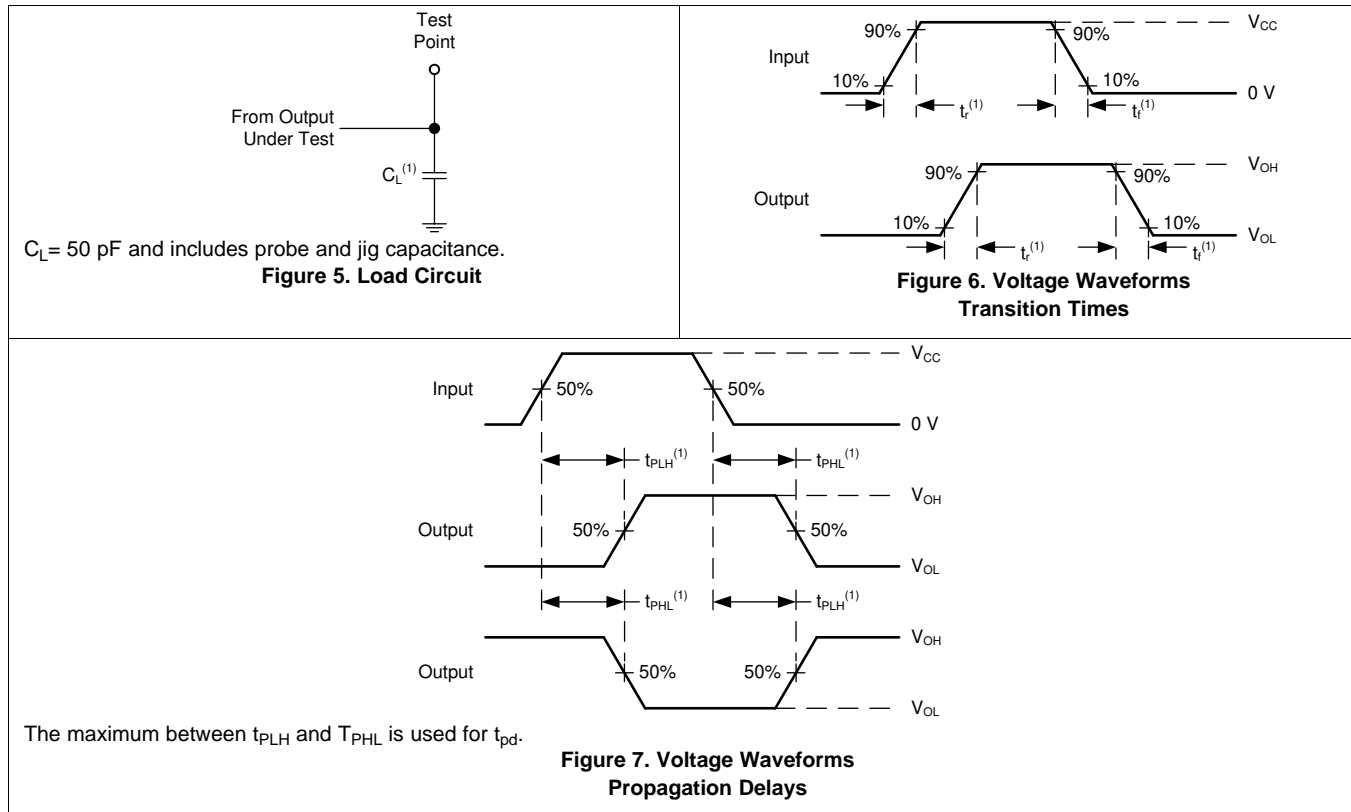 Test
Point
From Output
Under Test
C_L^(1)
C_L= 50 pF and includes probe and jig capacitance.
Figure 5. Load Circuit
V_CC
90%
90%
Input
10%
10%
0 V
t_r^(1)
t_f^(1)
V_OH
90%
90%
Output
10%
10%
V_OL
t_r^(1)
t_f^(1)
Figure 6. Voltage Waveforms
Transition Times
V_CC
Input
50%
50%
0 V
t_PLH^(1)
t_PHL^(1)
V_OH
Output
50%
50%
V_OL
t_PHL^(1)
t_PLH^(1)
V_OH
Output
50%
50%
V_OL
The maximum between t_PLH and T_PHL is used for t_pd.
Figure 7. Voltage Waveforms
Propagation Delays